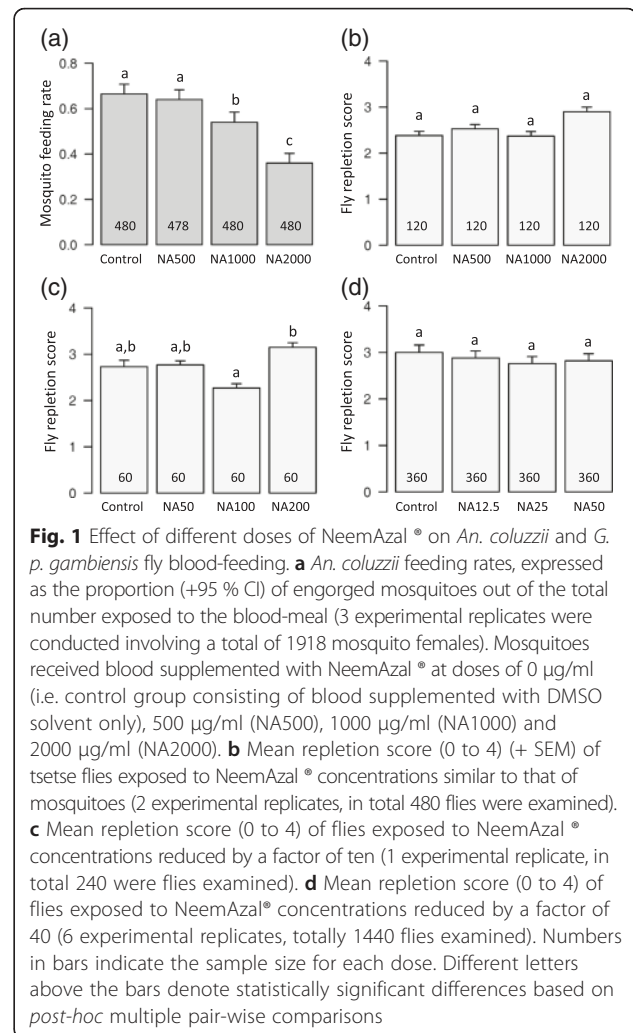 (a)
Mosquito feeding rate
0.8
0.6
0.4
0.2
0.0
a
a
b
c
480
478
480
480
Control
NA500
NA1000
NA2000
(b)
Fly repletion score
4
3
2
1
0
a
a
a
a
120
120
120
120
Control
NA500
NA1000
NA2000
(c)
Fly repletion score
4
3
2
1
0
a,b
a,b
a
b
60
60
60
60
Control
NA50
NA100
NA200
(d)
Fly repletion score
4
3
2
1
0
a
a
a
a
360
360
360
360
Control
NA12.5
NA25
NA50
Fig. 1 Effect of different doses of NeemAzal ® on An. coluzzii and G.
p. gambiensis fly blood-feeding. a An. coluzzii feeding rates, expressed
as the proportion (+95 % CI) of engorged mosquitoes out of the total
number exposed to the blood-meal (3 experimental replicates were
conducted involving a total of 1918 mosquito females). Mosquitoes
received blood supplemented with NeemAzal ® at doses of 0 μg/ml
(i.e. control group consisting of blood supplemented with DMSO
solvent only), 500 μg/ml (NA500), 1000 μg/ml (NA1000) and
2000 μg/ml (NA2000). b Mean repletion score (0 to 4) (+ SEM) of
tsetse flies exposed to NeemAzal ® concentrations similar to that of
mosquitoes (2 experimental replicates, in total 480 flies were examined).
c Mean repletion score (0 to 4) of flies exposed to NeemAzal ®
concentrations reduced by a factor of ten (1 experimental replicate, in
total 240 were flies examined). d Mean repletion score (0 to 4) of
flies exposed to NeemAzal® concentrations reduced by a factor of
40 (6 experimental replicates, totally 1440 flies examined). Numbers
in bars indicate the sample size for each dose. Different letters
above the bars denote statistically significant differences based on
post-hoc multiple pair-wise comparisons